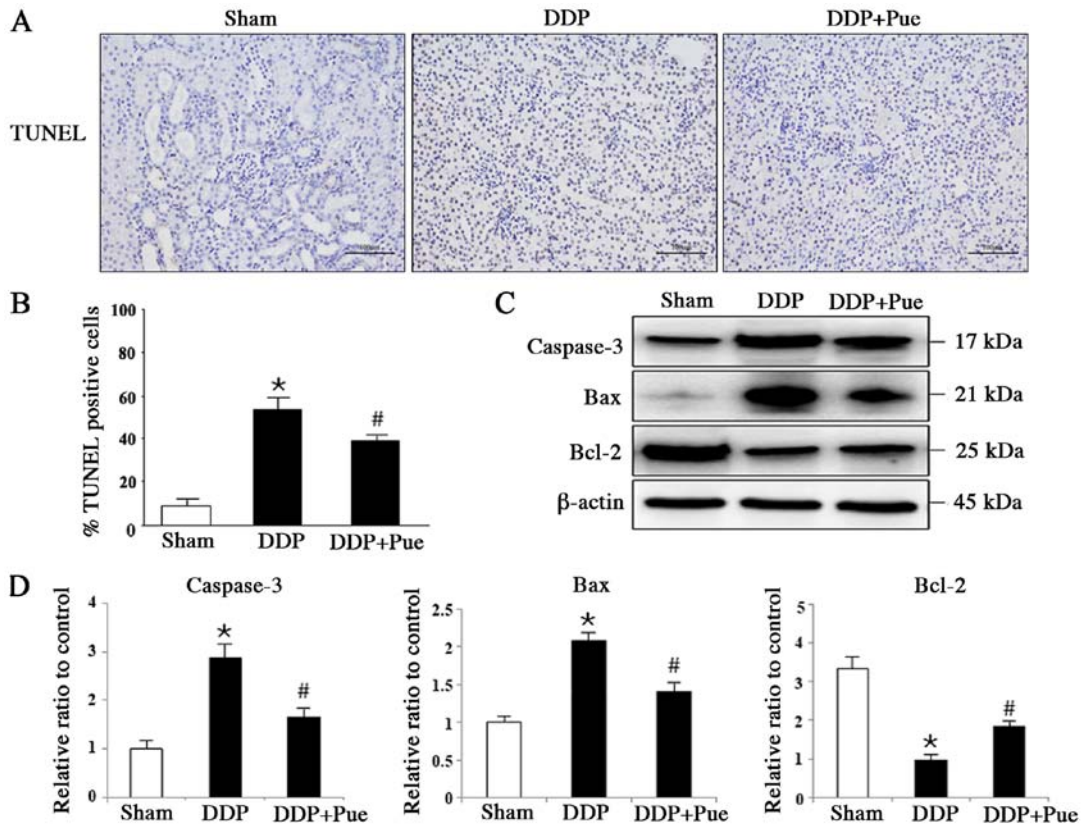 A
Sham
DDP
DDP+Pue
TUNEL
B
% TUNEL positive cells
100
80
60
40
20
0
*
#
Sham
DDP
DDP+Pue
C
Sham
DDP
DDP+Pue
Caspase-3
17 kDa
Bax
21 kDa
Bcl-2
25 kDa
β-actin
45 kDa
D
Caspase-3
Relative ratio to control
4
3
2
1
0
*
#
Sham
DDP
DDP+Pue
Bax
Relative ratio to control
2.5
2
1.5
1
0.5
0
*
#
Sham
DDP
DDP+Pue
Bcl-2
Relative ratio to control
5
4
3
2
1
0
*
#
Sham
DDP
DDP+Pue